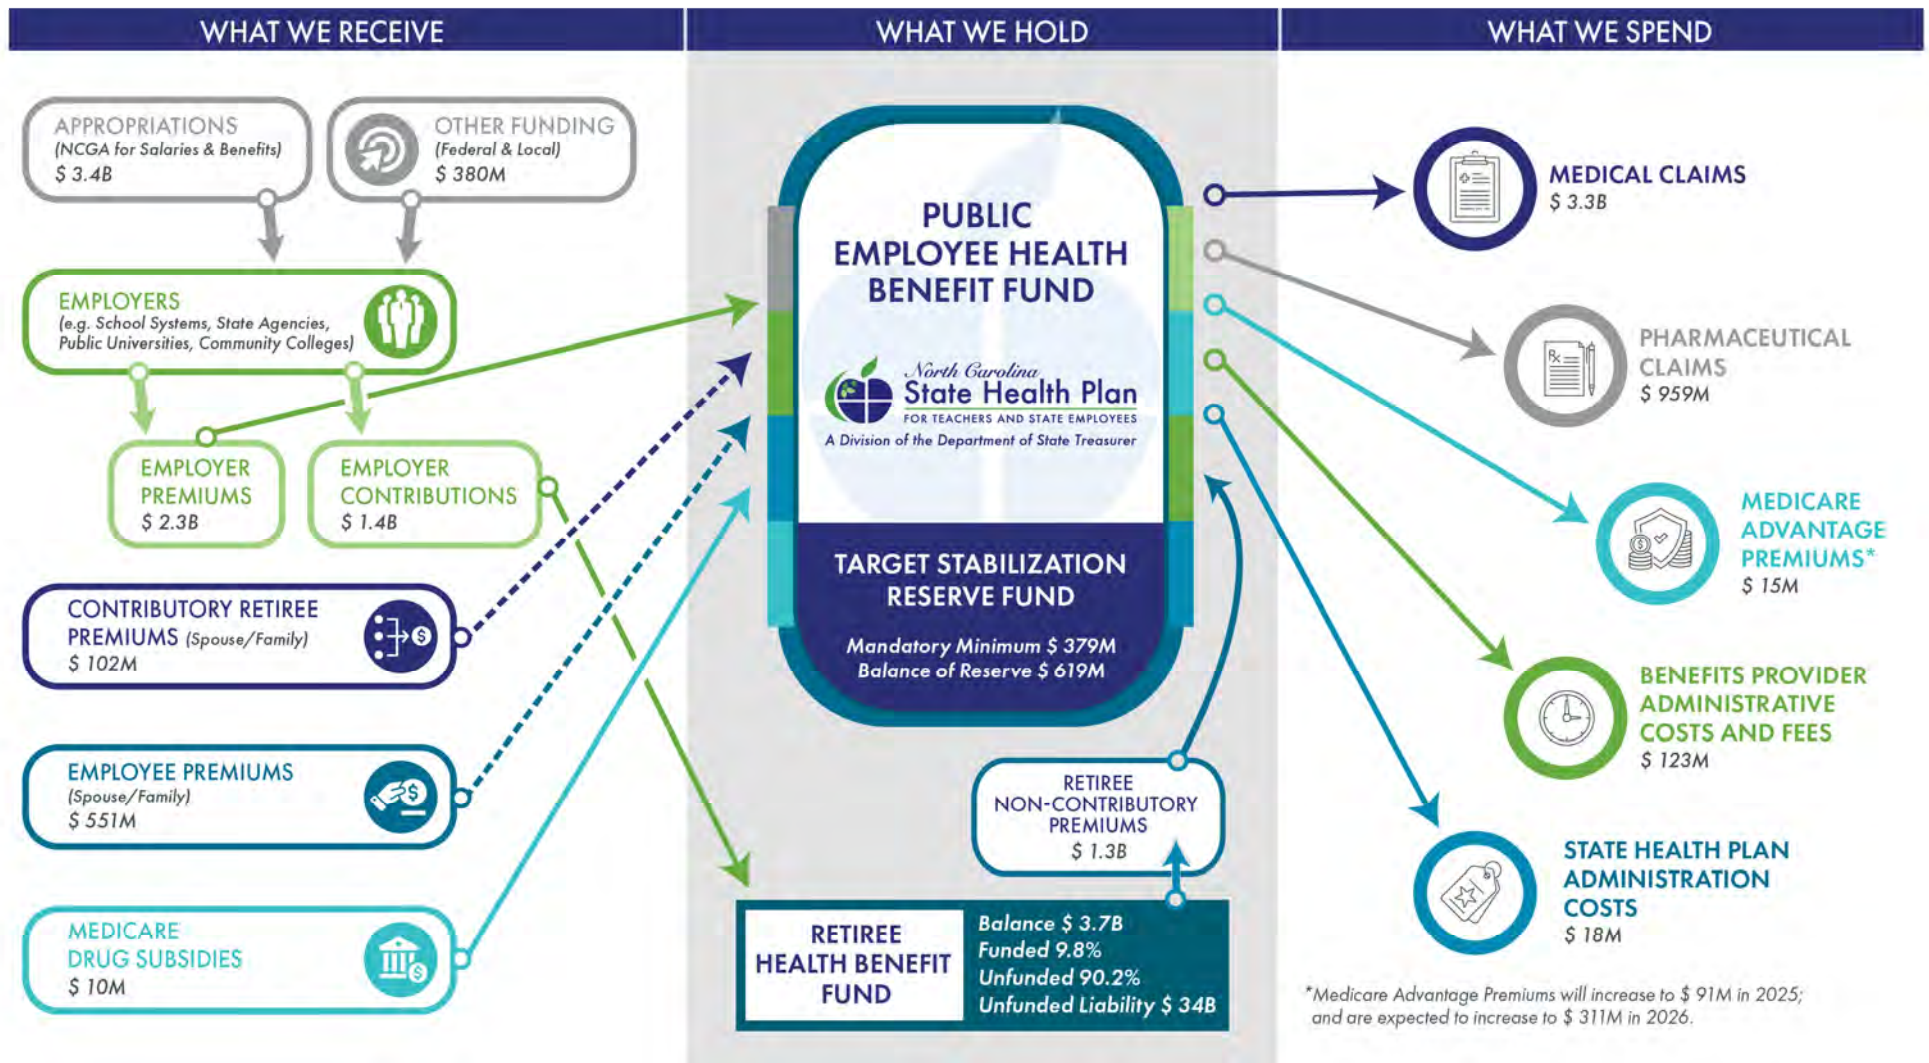 WHAT WE RECEIVE
WHAT WE HOLD
WHAT WE SPEND
APPROPRIATIONS
(NCGA for Salaries & Benefits)
$ 3.4B
OTHER FUNDING
(Federal & Local)
$ 380M
EMPLOYERS
(e.g. School Systems, State Agencies,
Public Universities, Community Colleges)
EMPLOYER
PREMIUMS
$ 2.3B
EMPLOYER
CONTRIBUTIONS
$ 1.4B
CONTRIBUTORY RETIREE
PREMIUMS (Spouse/Family)
$ 102M
$
EMPLOYEE PREMIUMS
(Spouse/Family)
$ 551M
$
MEDICARE
DRUG SUBSIDIES
$ 10M
$
PUBLIC
EMPLOYEE HEALTH
BENEFIT FUND
North Carolina
State Health Plan
FOR TEACHERS AND STATE EMPLOYEES
A Division of the Department of State Treasurer
TARGET STABILIZATION
RESERVE FUND
Mandatory Minimum $ 379M
Balance of Reserve $ 619M
RETIREE
NON-CONTRIBUTORY
PREMIUMS
$ 1.3B
RETIREE
HEALTH BENEFIT
FUND
Balance $ 3.7B
Funded 9.8%
Unfunded 90.2%
Unfunded Liability $ 34B
MEDICAL CLAIMS
$ 3.3B
Rx
PHARMACEUTICAL
CLAIMS
$ 959M
$
MEDICARE
ADVANTAGE
PREMIUMS*
$ 15M
BENEFITS PROVIDER
ADMINISTRATIVE
COSTS AND FEES
$ 123M
STATE HEALTH PLAN
ADMINISTRATION
COSTS
$ 18M
*Medicare Advantage Premiums will increase to $ 91M in 2025;
and are expected to increase to $ 311M in 2026.